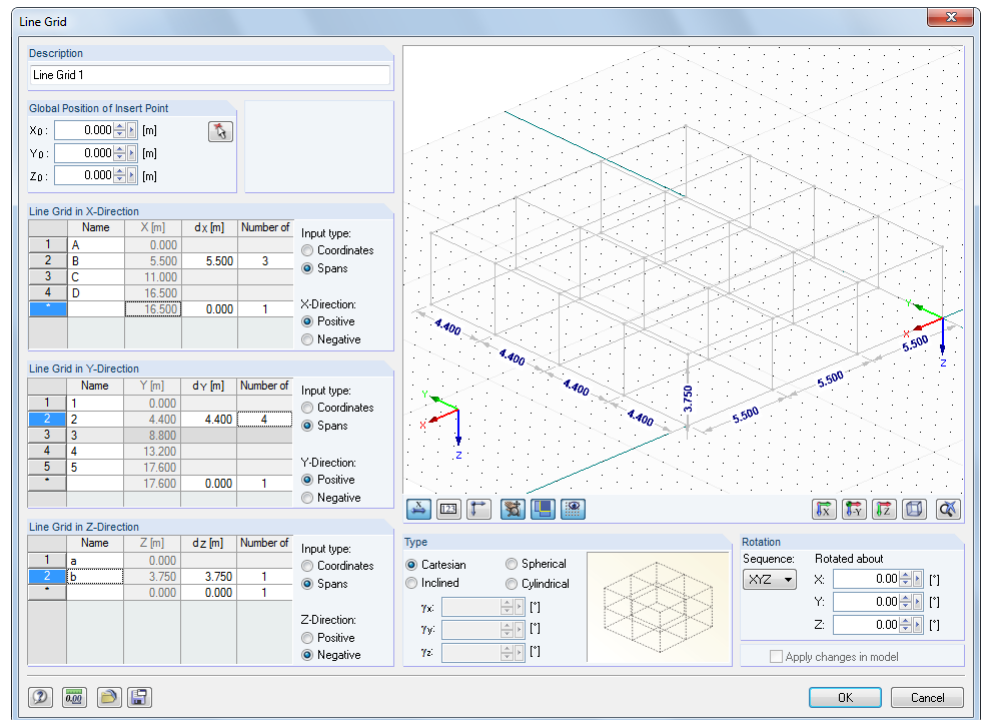 Line Grid
Description
Line Grid 1
Global Position of Insert Point
X0: 0.000 [m]
Y0: 0.000 [m]
Z0: 0.000 [m]
Line Grid in X-Direction
Name X [m] dX [m] Number of
1 A 0.000
2 B 5.500 5.500 3
3 C 11.000
4 D 16.500
* 16.500 0.000 1
Input type:
Coordinates
Spans
X-Direction:
Positive
Negative
Line Grid in Y-Direction
Name Y [m] dY [m] Number of
1 1 0.000
2 2 4.400 4.400 4
3 3 8.800
4 4 13.200
5 5 17.600
* 17.600 0.000 1
Input type:
Coordinates
Spans
Y-Direction:
Positive
Negative
Line Grid in Z-Direction
Name Z [m] dZ [m] Number of
1 a 0.000
2 b 3.750 3.750 1
* 0.000 0.000 1
Input type:
Coordinates
Spans
Z-Direction:
Positive
Negative
4.400
4.400
4.400
4.400
3.750
5.500
5.500
5.500
Y
X
Z
Y
X
Z
1.23
X
-Y
Z
Type
Cartesian
Spherical
Inclined
Cylindrical
γx: [°]
γy: [°]
γz: [°]
Rotation
Sequence: Rotated about
XYZ X: 0.00 [°]
Y: 0.00 [°]
Z: 0.00 [°]
Apply changes in model
0.00
OK
Cancel